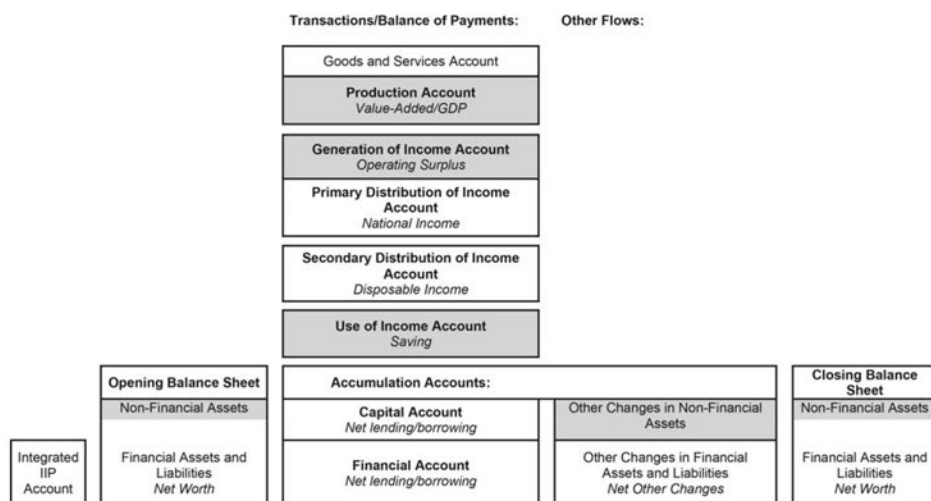 Transactions/Balance of Payments:
Other Flows:
Goods and Services Account
Production Account
Value-Added/GDP
Generation of Income Account
Operating Surplus
Primary Distribution of Income
Account
National Income
Secondary Distribution of Income
Account
Disposable Income
Use of Income Account
Saving
Opening Balance Sheet
Accumulation Accounts:
Closing Balance
Sheet
Non-Financial Assets
Capital Account
Net lending/borrowing
Other Changes in Non-Financial
Assets
Non-Financial Assets
Integrated
IIP
Account
Financial Assets and
Liabilities
Net Worth
Financial Account
Net lending/borrowing
Other Changes in Financial
Assets and Liabilities
Net Other Changes
Financial Assets and
Liabilities
Net Worth